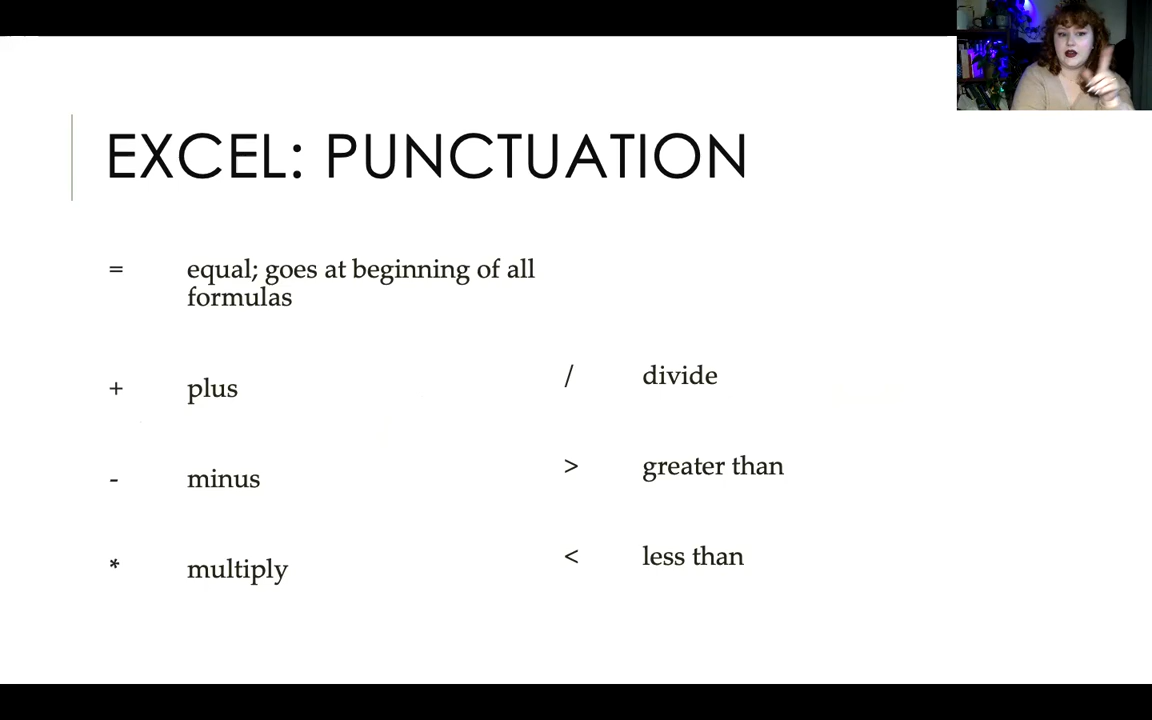 EXCEL: PUNCTUATION
= equal; goes at beginning of all
formulas
+ plus
- minus
* multiply
/ divide
> greater than
< less than